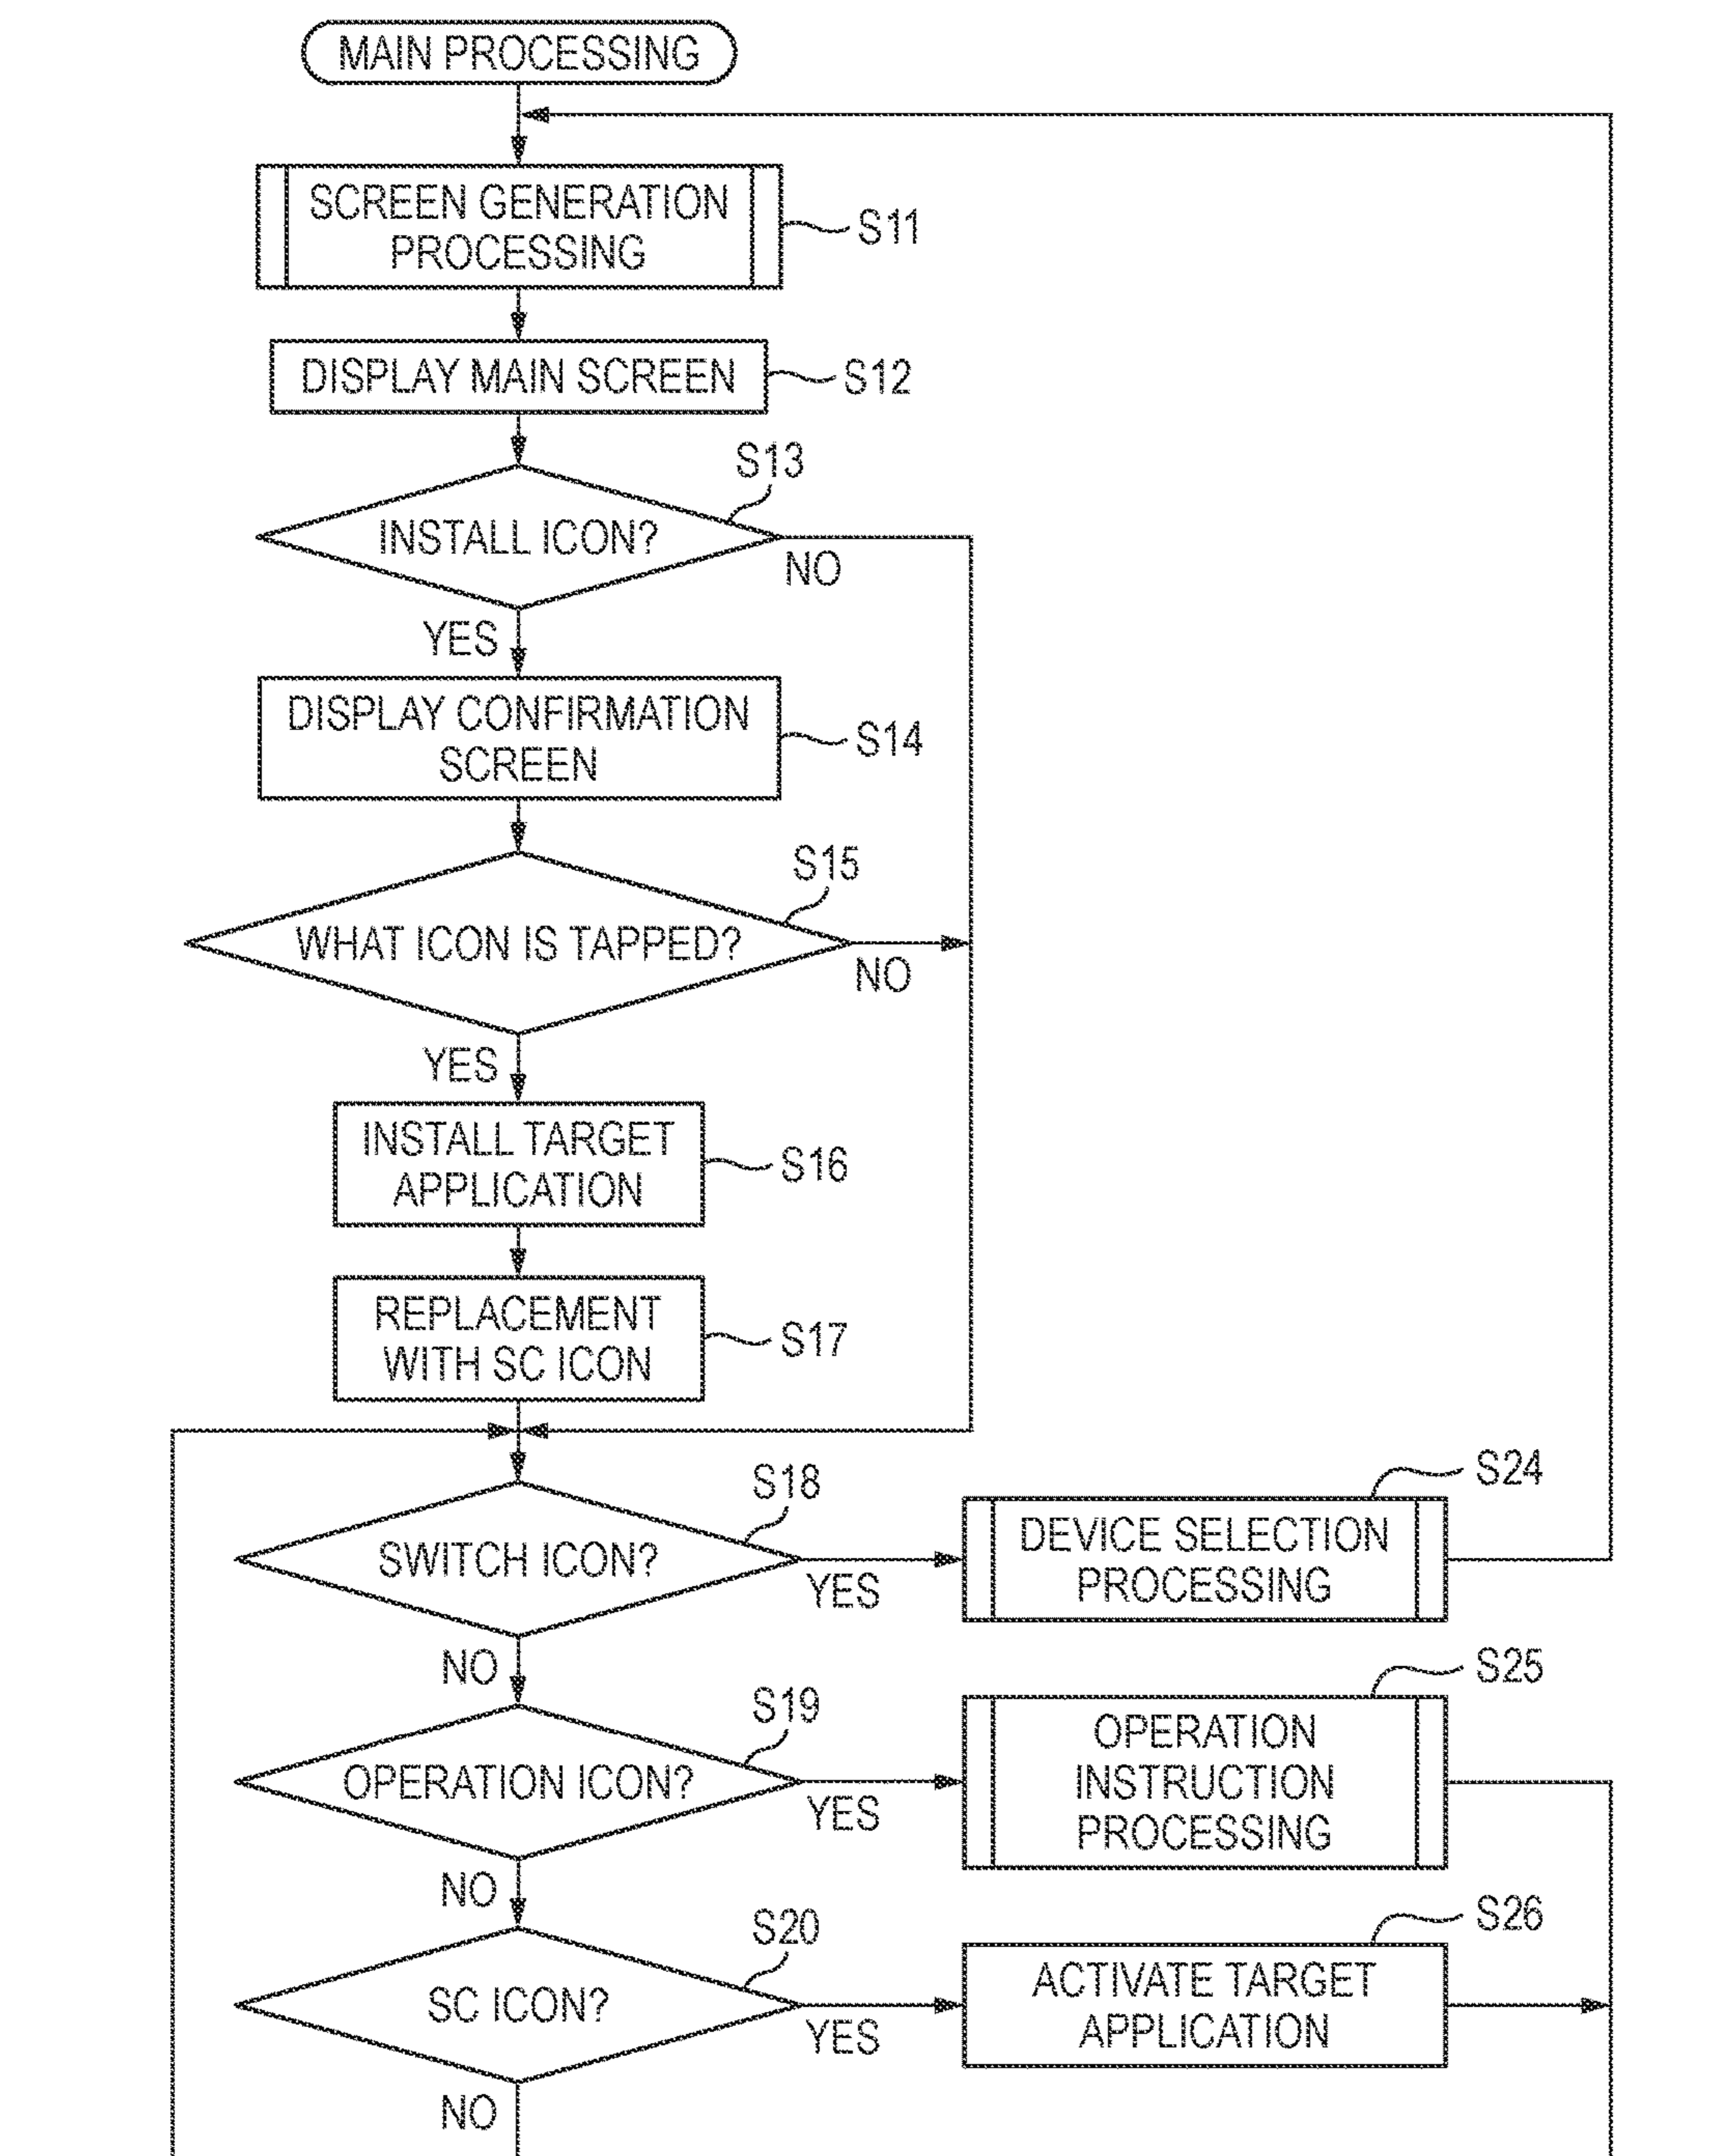 MAIN PROCESSING
SCREEN GENERATION
PROCESSING
S11
DISPLAY MAIN SCREEN
S12
S13
INSTALL ICON?
NO
YES
DISPLAY CONFIRMATION
SCREEN
S14
S15
WHAT ICON IS TAPPED?
NO
YES
INSTALL TARGET
APPLICATION
S16
REPLACEMENT
WITH SC ICON
S17
S18
SWITCH ICON?
YES
NO
S24
DEVICE SELECTION
PROCESSING
S19
OPERATION ICON?
YES
NO
S25
OPERATION
INSTRUCTION
PROCESSING
S20
SC ICON?
YES
NO
S26
ACTIVATE TARGET
APPLICATION